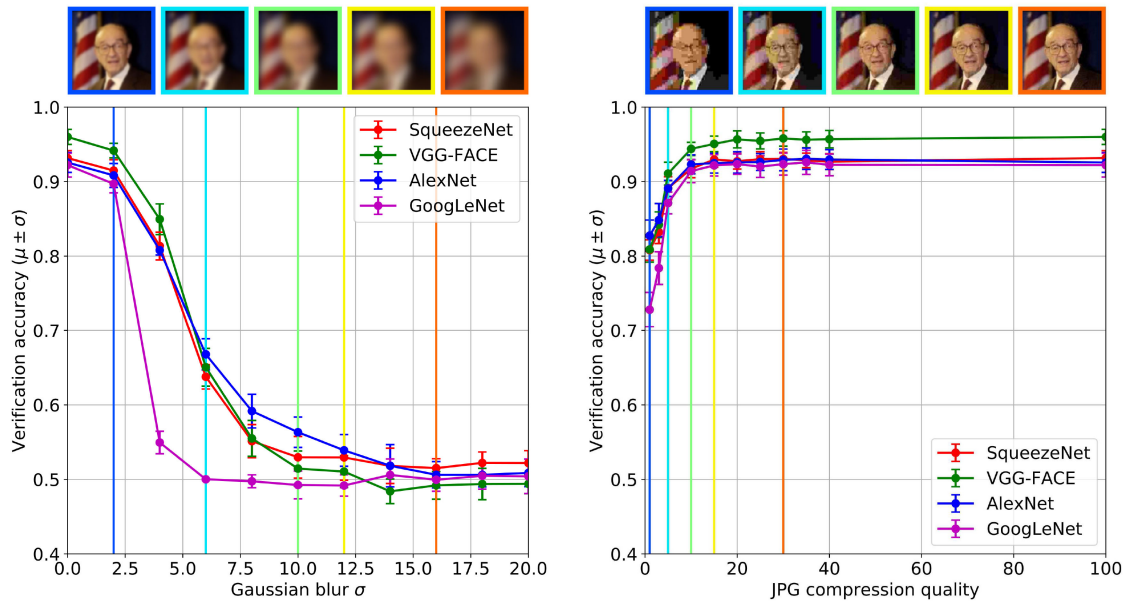 1.0
0.9
0.8
0.7
0.6
0.5
0.4
Verification accuracy (μ ± σ)
SqueezeNet
VGG-FACE
AlexNet
GoogLeNet
0.0 2.5 5.0 7.5 10.0 12.5 15.0 17.5 20.0
Gaussian blur σ
1.0
0.9
0.8
0.7
0.6
0.5
0.4
Verification accuracy (μ ± σ)
SqueezeNet
VGG-FACE
AlexNet
GoogLeNet
0 20 40 60 80 100
JPG compression quality